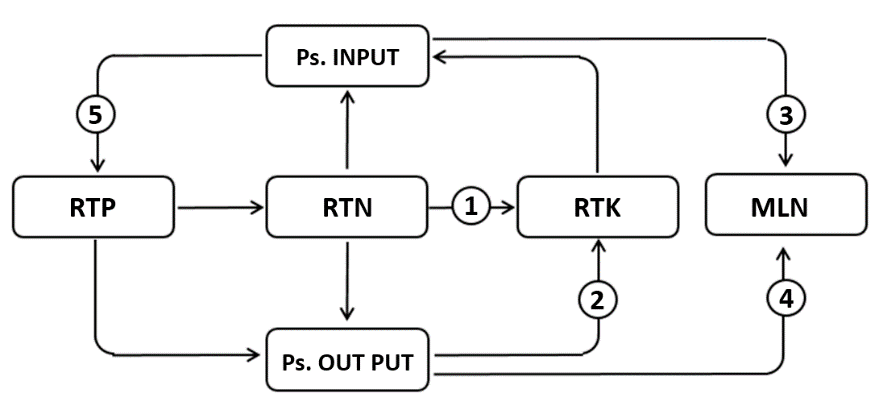 Ps. INPUT
5
3
RTP
RTN
1
RTK
MLN
2
4
Ps. OUT PUT